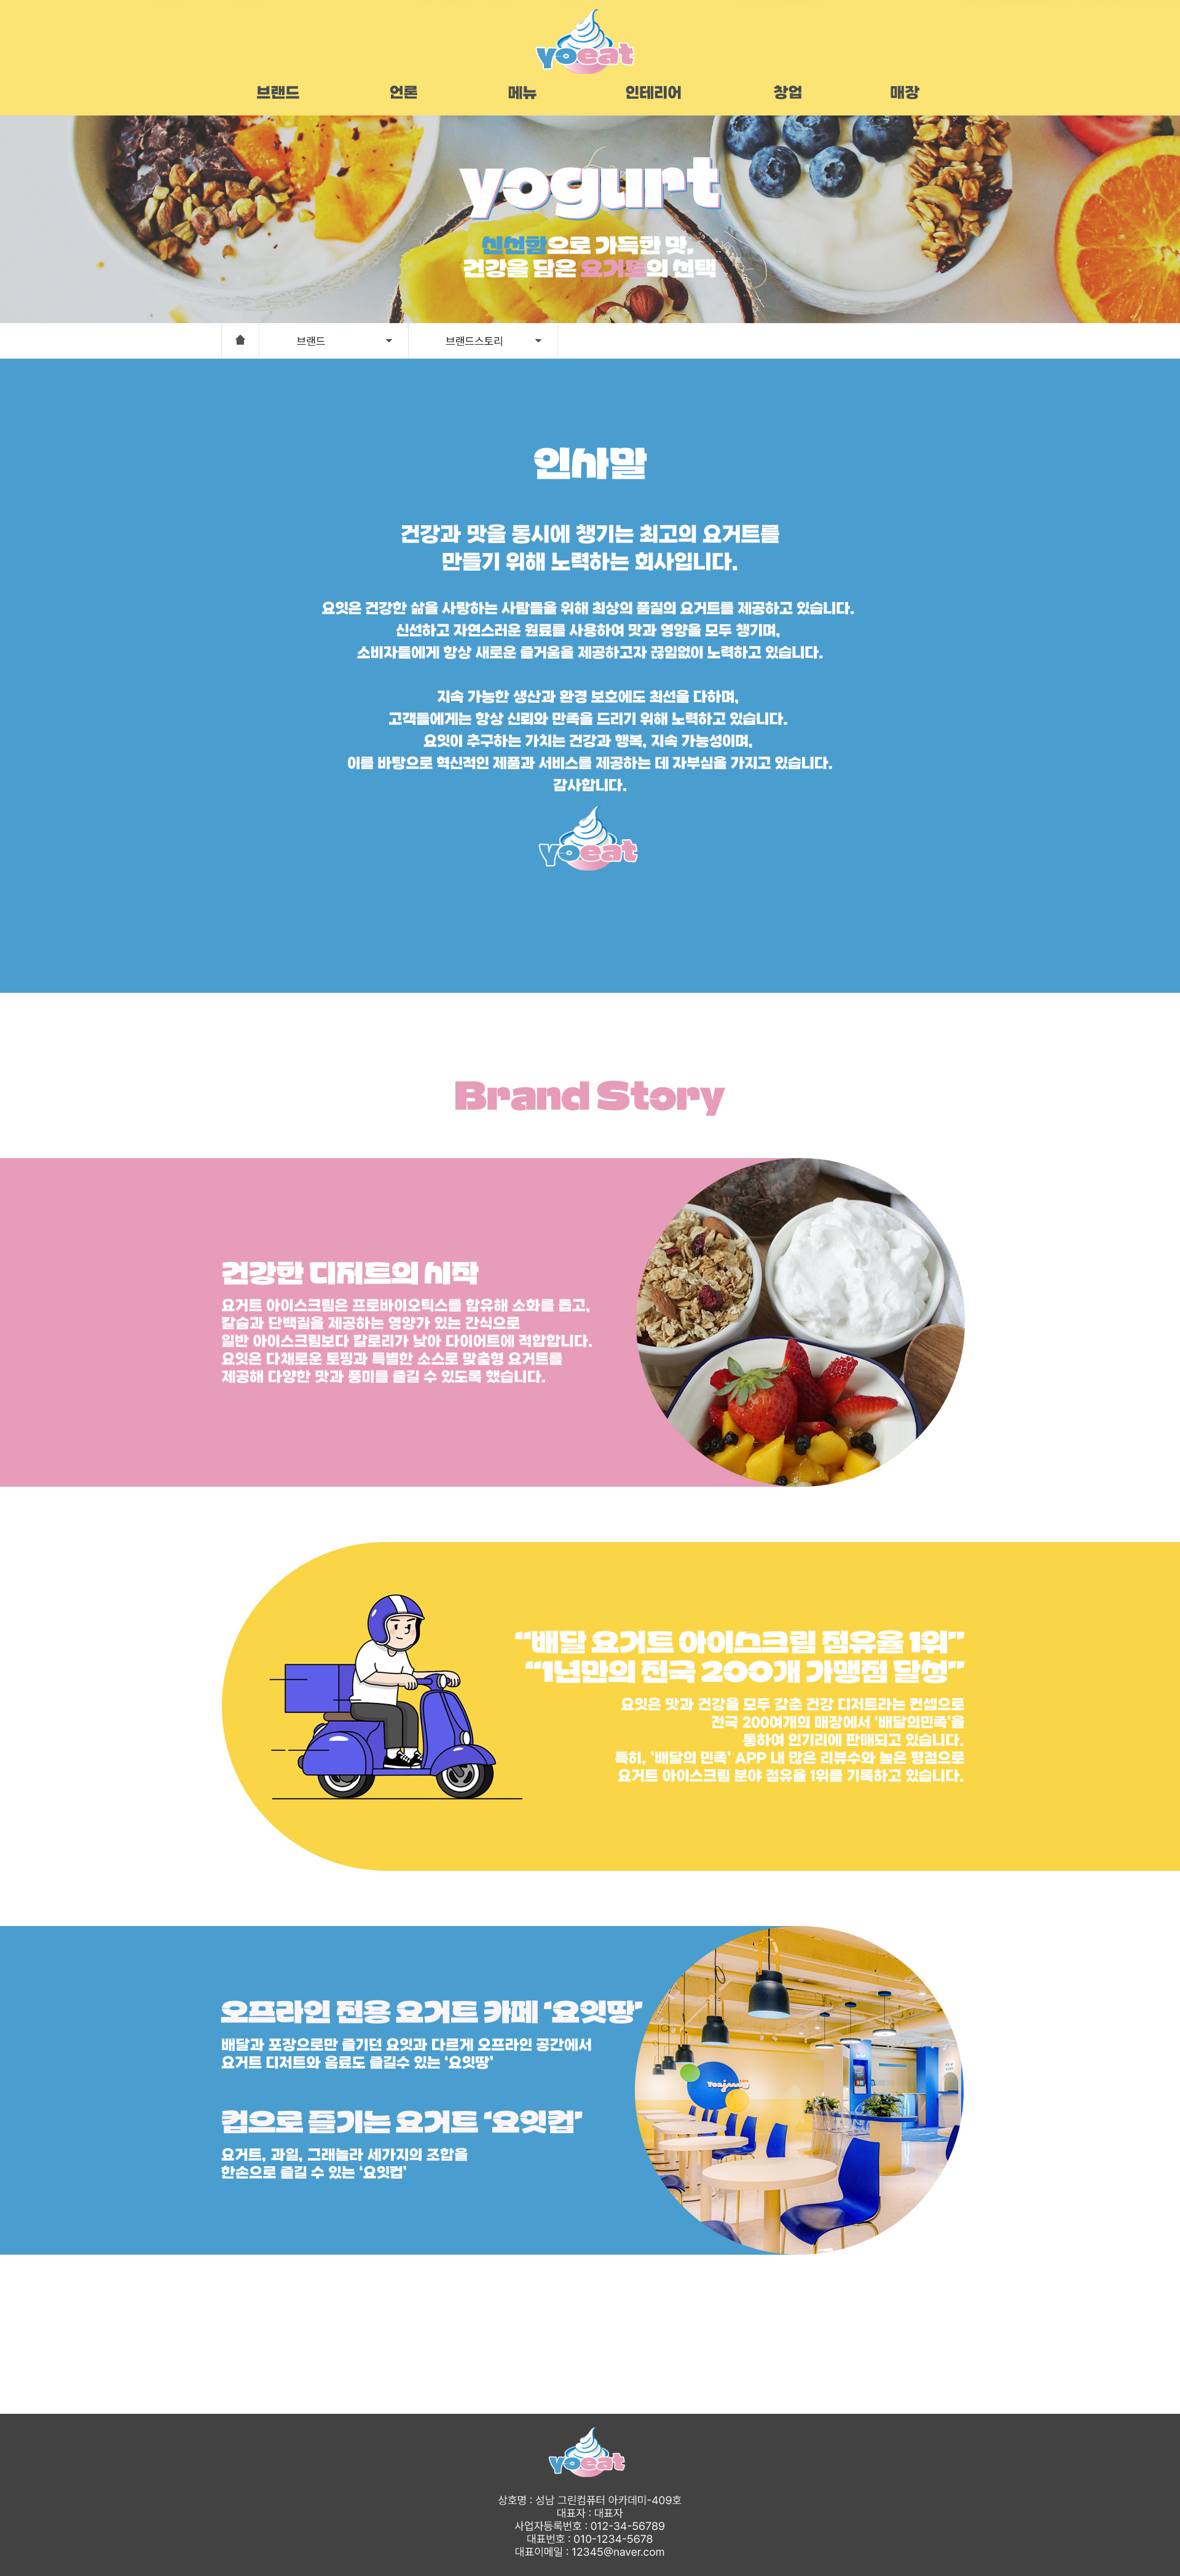 yoeat
브랜드 언론 메뉴 인테리어 창업 매장
yogurt
신선함으로 가득한 맛,
건강을 담은 요거트의 선택
브랜드 브랜드스토리
인사말
건강과 맛을 동시에 챙기는 최고의 요거트를
만들기 위해 노력하는 회사입니다.
요잇은 건강한 삶을 사랑하는 사람들을 위해 최상의 품질의 요거트를 제공하고 있습니다.
신선하고 자연스러운 원료를 사용하여 맛과 영양을 모두 챙기며,
소비자들에게 항상 새로운 즐거움을 제공하고자 끊임없이 노력하고 있습니다.
지속 가능한 생산과 환경 보호에도 최선을 다하며,
고객들에게는 항상 신뢰와 만족을 드리기 위해 노력하고 있습니다.
요잇이 추구하는 가치는 건강과 행복, 지속 가능성이며,
이를 바탕으로 혁신적인 제품과 서비스를 제공하는 데 자부심을 가지고 있습니다.
감사합니다.
yoeat
Brand Story
건강한 디저트의 시작
요거트 아이스크림은 프로바이오틱스를 함유해 소화를 돕고,
칼슘과 단백질을 제공하는 영양가 있는 간식으로
일반 아이스크림보다 칼로리가 낮아 다이어트에 적합합니다.
요잇은 다채로운 토핑과 특별한 소스로 맞춤형 요거트를
제공해 다양한 맛과 풍미를 즐길 수 있도록 했습니다.
“배달 요거트 아이스크림 점유율 1위”
“1년만의 전국 200개 가맹점 달성”
요잇은 맛과 건강을 모두 갖춘 건강 디저트라는 컨셉으로
전국 200여개의 매장에서 ‘배달의민족’을
통하여 인기리에 판매되고 있습니다.
특히, ‘배달의 민족’ APP 내 많은 리뷰수와 높은 평점으로
요거트 아이스크림 분야 점유율 1위를 기록하고 있습니다.
오프라인 전용 요거트 카페 ‘요잇땅’
배달과 포장으로만 즐기던 요잇과 다르게 오프라인 공간에서
요거트 디저트와 음료도 즐길수 있는 ‘요잇땅’
컵으로 즐기는 요거트 ‘요잇컵’
요거트, 과일, 그래놀라 세가지의 조합을
한손으로 즐길 수 있는 ‘요잇컵’
yoeat
상호명 : 성남 그린컴퓨터 아카데미-409호
대표자 : 대표자
사업자등록번호 : 012-34-56789
대표번호 : 010-1234-5678
대표이메일 : 12345@naver.com